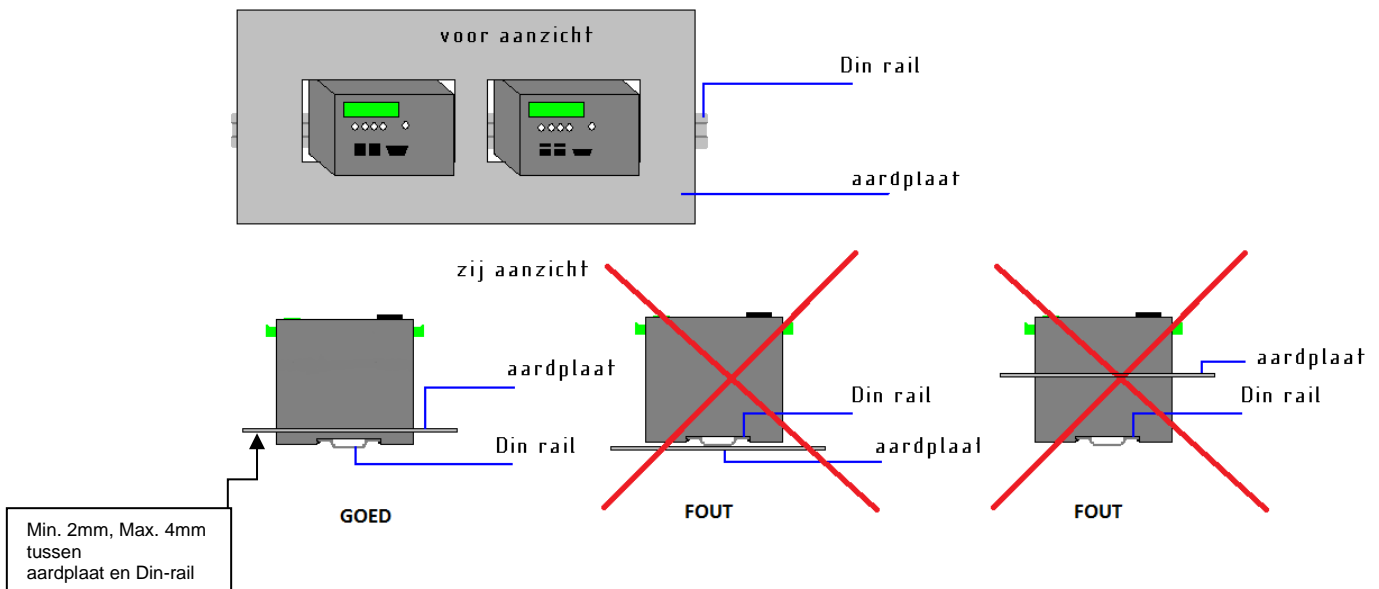 voor aanzicht
Din rail
aardplaat
zij aanzicht
aardplaat
Din rail
GOED
Min. 2mm, Max. 4mm
tussen
aardplaat en Din-rail
Din rail
aardplaat
FOUT
aardplaat
Din rail
FOUT